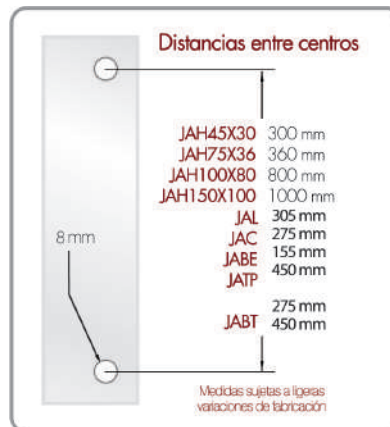 Distancias entre centros
JAH45X30 300 mm
JAH75X36 360 mm
JAH100X80 800 mm
JAH150X100 1000 mm
JAL 305 mm
JAC 275 mm
JABE 155 mm
JATP 450 mm
275 mm
JABT 450 mm
8 mm
Medidas sujetas a ligeras
variaciones de fabricación